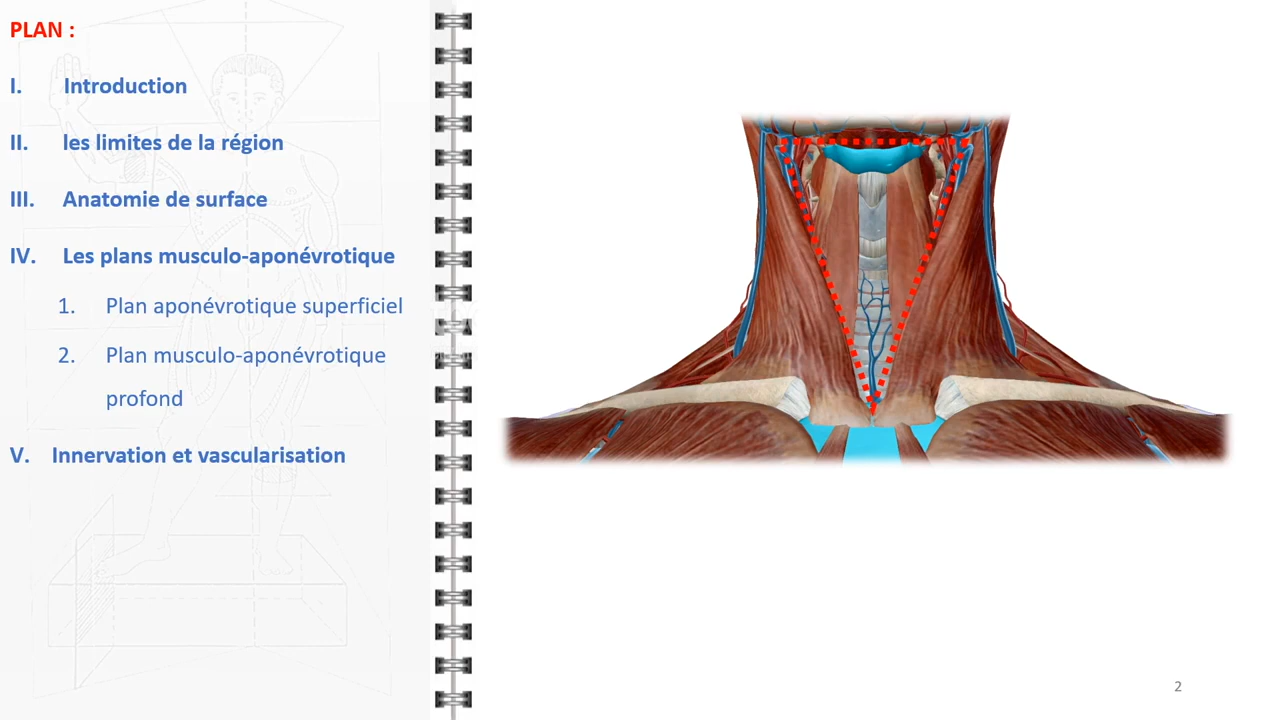 PLAN :
I. Introduction
II. les limites de la région
III. Anatomie de surface
IV. Les plans musculo-aponévrotique
1. Plan aponévrotique superficiel
2. Plan musculo-aponévrotique
profond
V. Innervation et vascularisation
2